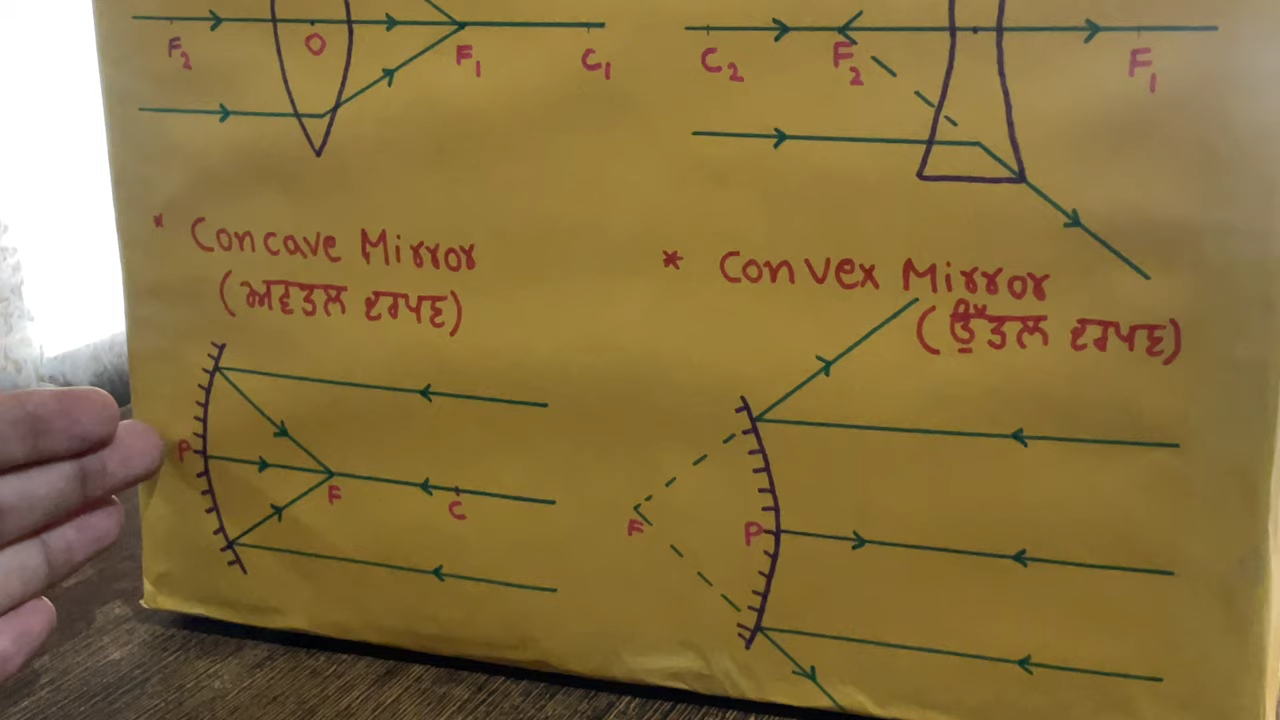 F₂ O F₁ C₁
C₂ F₂ F₁
* Concave Mirror
(ਅਵਤਲ ਦਰਪਣ)
* Convex Mirror
(ਉੱਤਲ ਦਰਪਣ)
P F C
F P